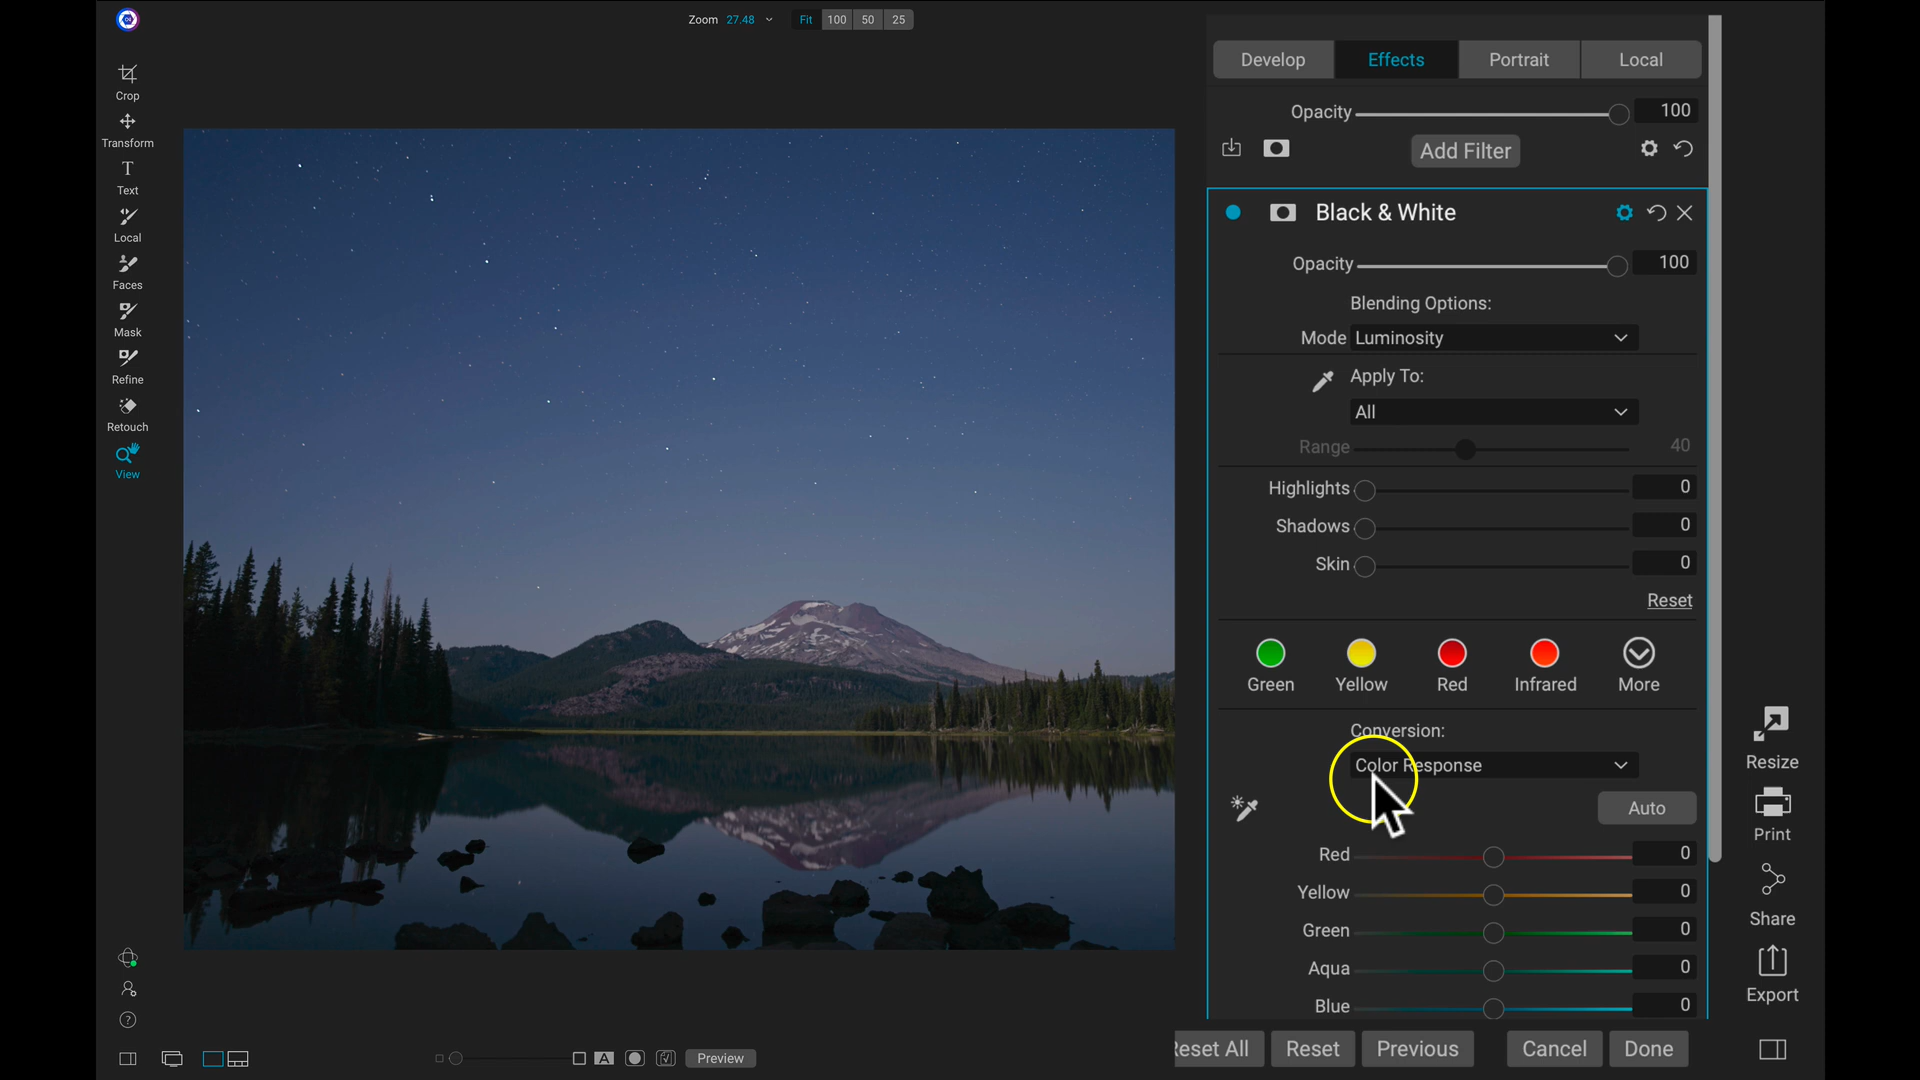 Zoom 27.48 Fit 100 50 25
Crop
Transform
Text
Local
Faces
Mask
Refine
Retouch
View
Develop Effects Portrait Local
Opacity 100
Add Filter
Black & White
Opacity 100
Blending Options:
Mode Luminosity
Apply To:
All
Range 40
Highlights 0
Shadows 0
Skin 0
Reset
Green Yellow Red Infrared More
Conversion:
Color Response
Auto
Red 0
Yellow 0
Green 0
Aqua 0
Blue 0
Resize
Print
Share
Export
A Preview
Reset All Reset Previous Cancel Done